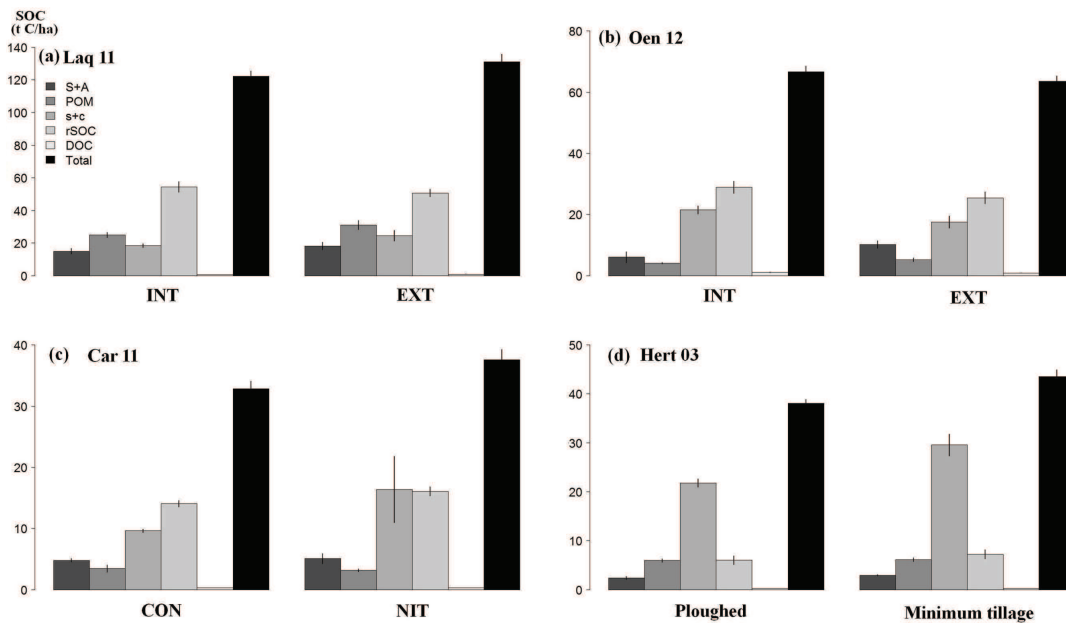 SOC
(t C/ha)
(a) Laq 11
140
120
100
80
60
40
20
0
S+A
POM
s+c
rSOC
DOC
Total
INT
EXT
(b) Oen 12
80
60
40
20
0
INT
EXT
(c) Car 11
40
30
20
10
0
CON
NIT
(d) Hert 03
50
40
30
20
10
0
Ploughed
Minimum tillage